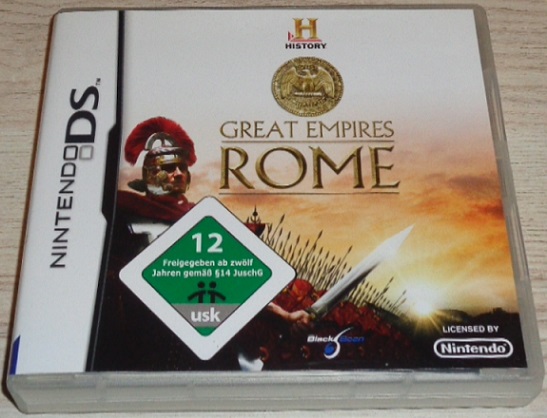 NINTENDO DS™
H
HISTORY
GREAT EMPIRES
ROME
12
Freigegeben ab zwölf
Jahren gemäß §14 JuschG
usk
Black Bean
LICENSED BY
Nintendo